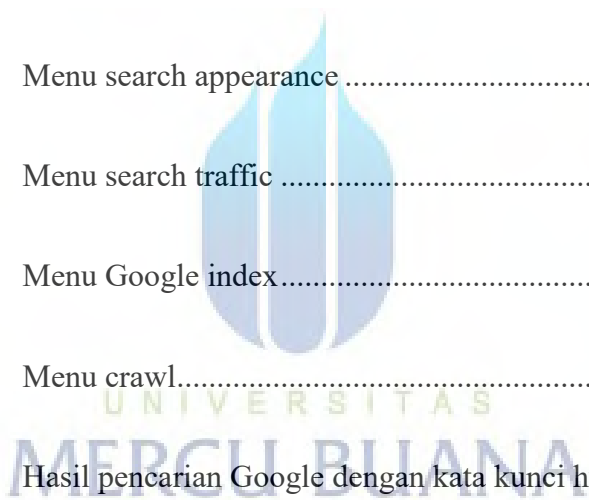 Menu search appearance ...............................
Menu search traffic .......................................
Menu Google index.......................................
Menu crawl....................................................
UNIVERSITAS
MERCU BUANA
Hasil pencarian Google dengan kata kunci h